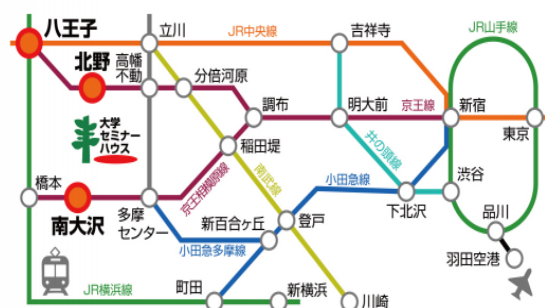 八王子
立川
JR中央線
吉祥寺
JR山手線
北野
高幡
不動
分倍河原
調布
明大前
京王線
新宿
東京
大学
セミナー
ハウス
稲田堤
井の頭線
南武線
京王相模原線
小田急線
橋本
南大沢
多摩
センター
新百合ヶ丘
登戸
下北沢
渋谷
品川
小田急多摩線
羽田空港
JR横浜線
町田
新横浜
川崎